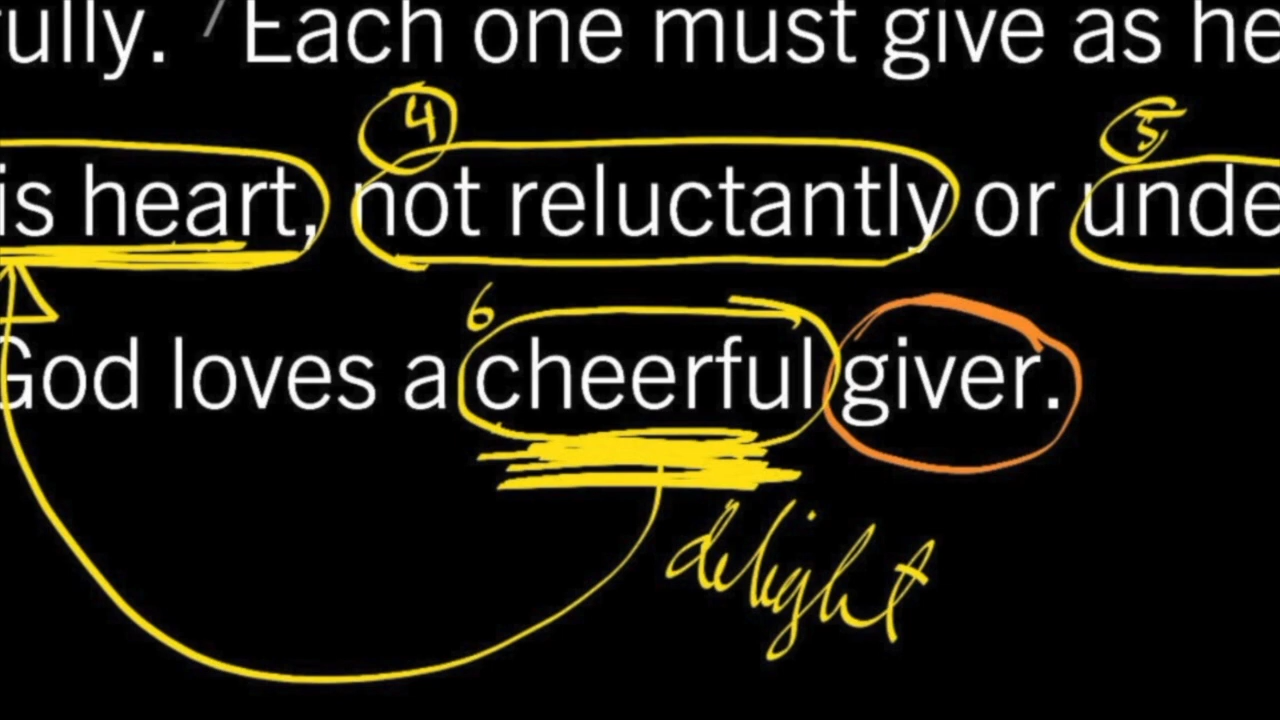 ully. 7 Each one must give as he
4 5
is heart, not reluctantly or unde
6
God loves a cheerful giver.
delight